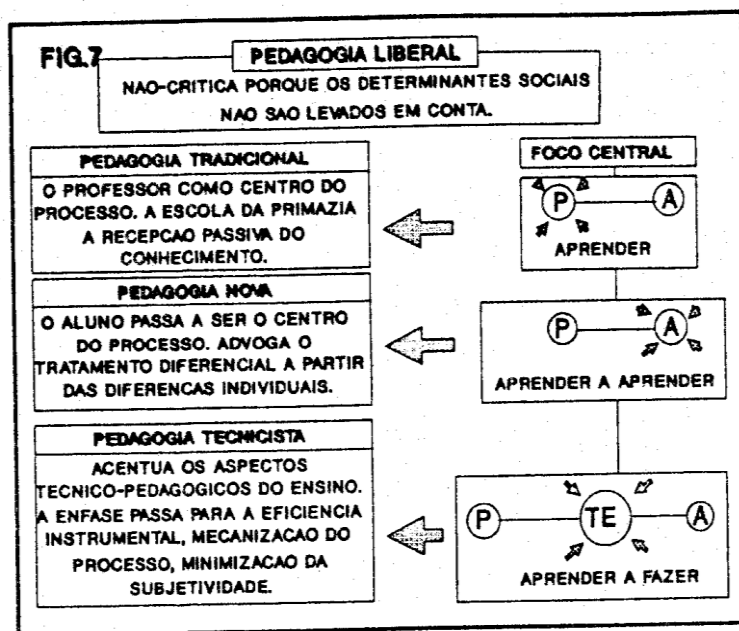 FIG.7
PEDAGOGIA LIBERAL
NAO-CRITICA PORQUE OS DETERMINANTES SOCIAIS
NAO SAO LEVADOS EM CONTA.
PEDAGOGIA TRADICIONAL
O PROFESSOR COMO CENTRO DO
PROCESSO. A ESCOLA DA PRIMAZIA
A RECEPCAO PASSIVA DO
CONHECIMENTO.
FOCO CENTRAL
P A
APRENDER
PEDAGOGIA NOVA
O ALUNO PASSA A SER O CENTRO
DO PROCESSO. ADVOGA O
TRATAMENTO DIFERENCIAL A PARTIR
DAS DIFERENCAS INDIVIDUAIS.
P A
APRENDER A APRENDER
PEDAGOGIA TECNICISTA
ACENTUA OS ASPECTOS
TECNICO-PEDAGOGICOS DO ENSINO.
A ENFASE PASSA PARA A EFICIENCIA
INSTRUMENTAL, MECANIZACAO DO
PROCESSO, MINIMIZACAO DA
SUBJETIVIDADE.
P TE A
APRENDER A FAZER